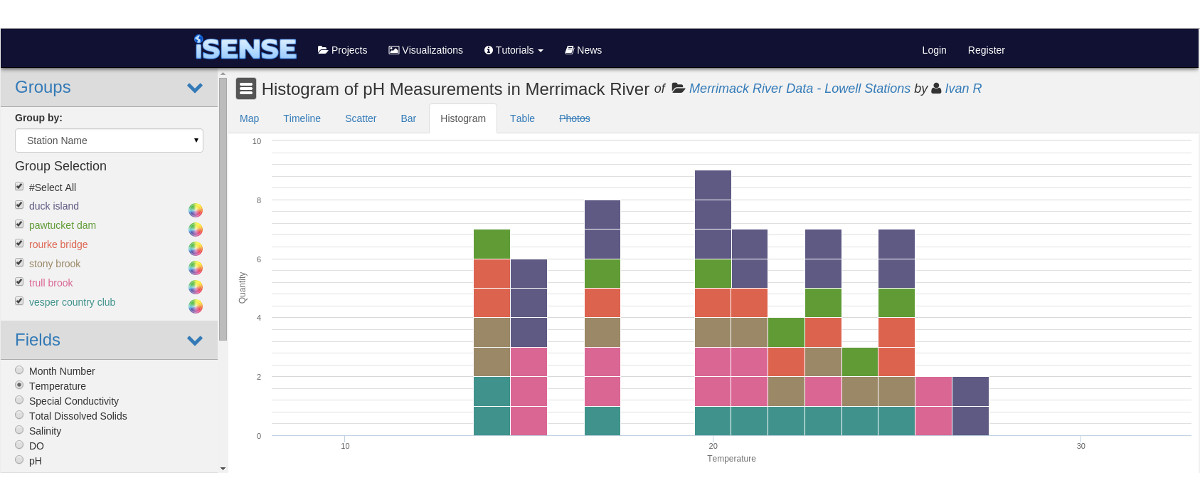 iSENSE Projects Visualizations Tutorials News Login Register
Groups
Histogram of pH Measurements in Merrimack River of Merrimack River Data - Lowell Stations by Ivan R
Map Timeline Scatter Bar Histogram Table Photos
Group by:
Station Name
Group Selection
#Select All
duck island
pawtucket dam
rourke bridge
stony brook
trull brook
vesper country club
Fields
Month Number
Temperature
Special Conductivity
Total Dissolved Solids
Salinity
DO
pH
Quantity
10
8
6
4
2
0
10 20 30
Temperature